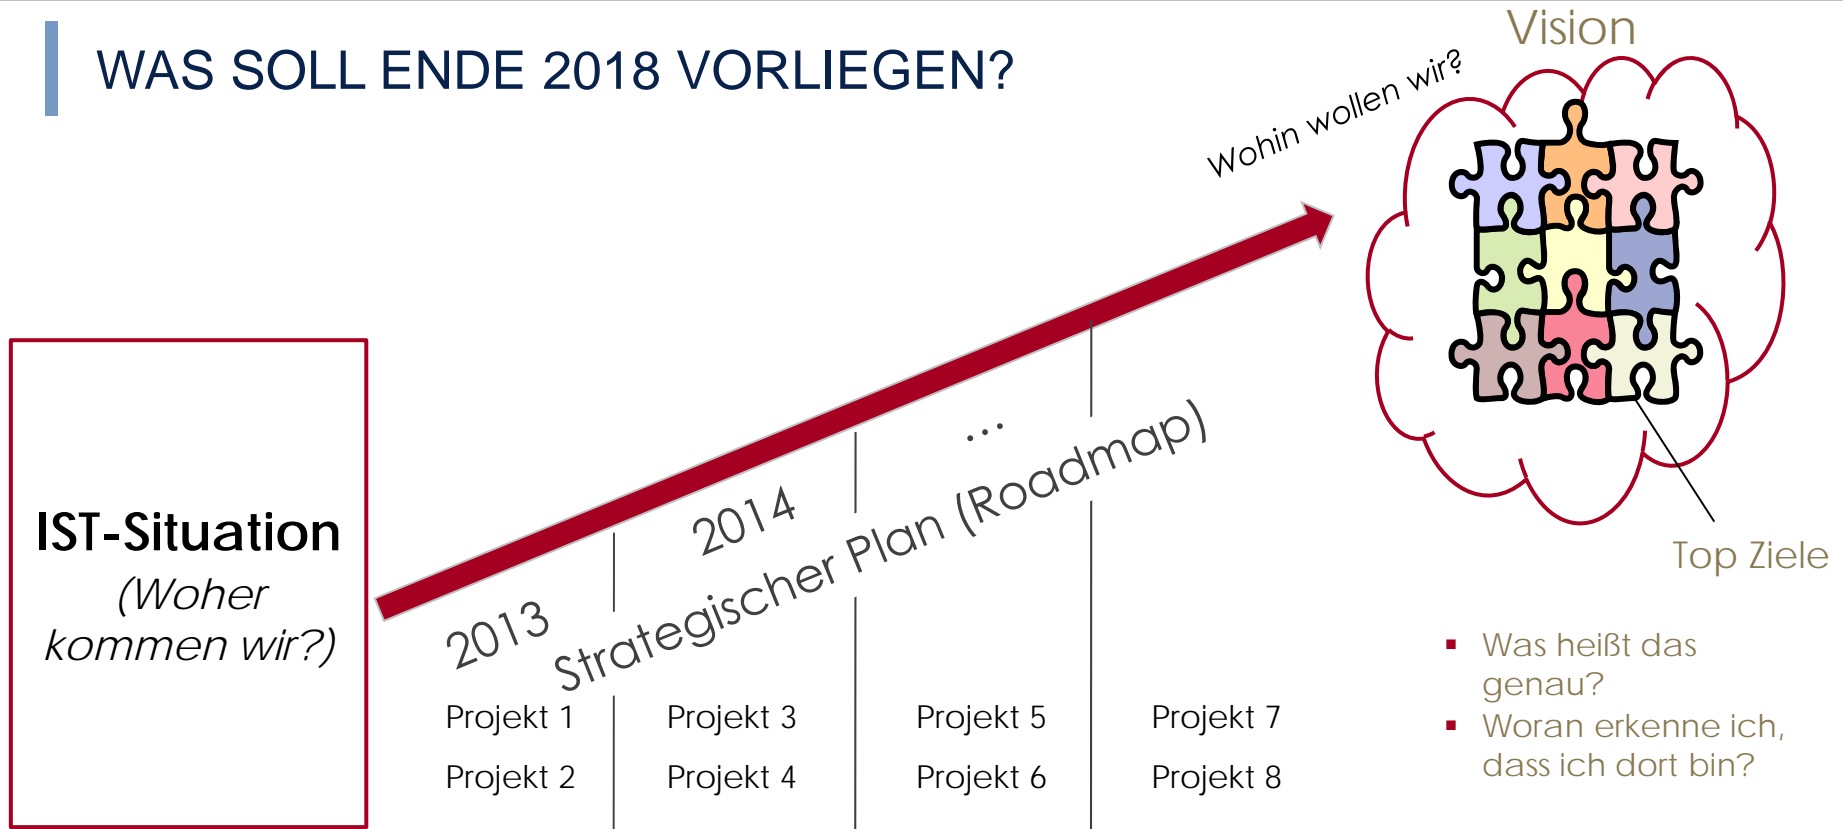 WAS SOLL ENDE 2018 VORLIEGEN?
Vision
Wohin wollen wir?
IST-Situation
(Woher
kommen wir?)
2013
2014
...
Strategischer Plan (Roadmap)
Projekt 1
Projekt 2
Projekt 3
Projekt 4
Projekt 5
Projekt 6
Projekt 7
Projekt 8
Top Ziele
▪ Was heißt das
genau?
▪ Woran erkenne ich,
dass ich dort bin?